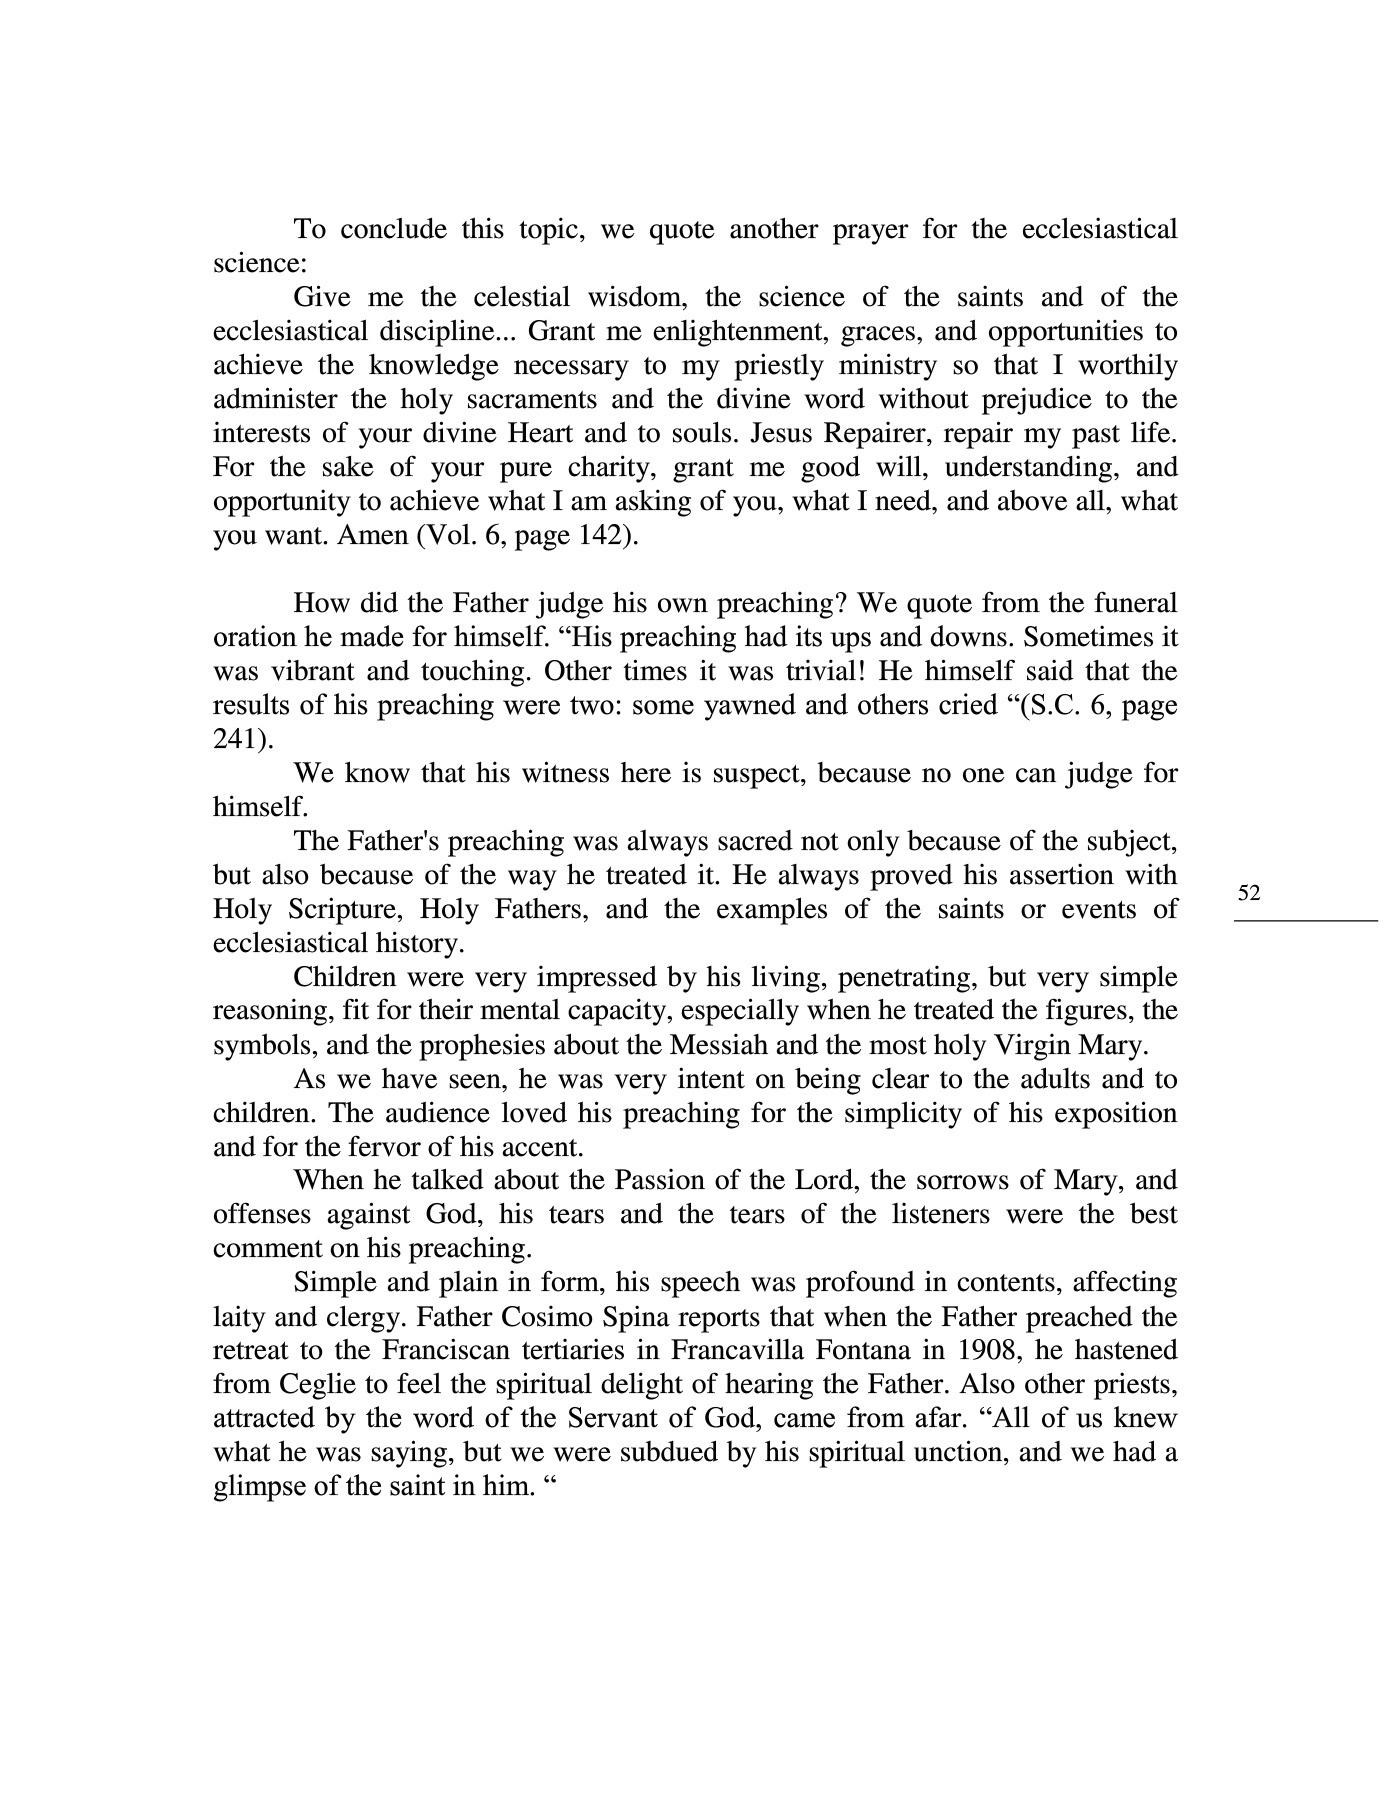 To conclude this topic, we quote another prayer for the ecclesiastical
science:
Give me the celestial wisdom, the science of the saints and of the
ecclesiastical discipline... Grant me enlightenment, graces, and opportunities to
achieve the knowledge necessary to my priestly ministry so that I worthily
administer the holy sacraments and the divine word without prejudice to the
interests of your divine Heart and to souls. Jesus Repairer, repair my past life.
For the sake of your pure charity, grant me good will, understanding, and
opportunity to achieve what I am asking of you, what I need, and above all, what
you want. Amen (Vol. 6, page 142).
How did the Father judge his own preaching? We quote from the funeral
oration he made for himself. “His preaching had its ups and downs. Sometimes it
was vibrant and touching. Other times it was trivial! He himself said that the
results of his preaching were two: some yawned and others cried “(S.C. 6, page
241).
We know that his witness here is suspect, because no one can judge for
himself.
The Father's preaching was always sacred not only because of the subject,
but also because of the way he treated it. He always proved his assertion with
Holy Scripture, Holy Fathers, and the examples of the saints or events of
ecclesiastical history.
Children were very impressed by his living, penetrating, but very simple
reasoning, fit for their mental capacity, especially when he treated the figures, the
symbols, and the prophesies about the Messiah and the most holy Virgin Mary.
As we have seen, he was very intent on being clear to the adults and to
children. The audience loved his preaching for the simplicity of his exposition
and for the fervor of his accent.
When he talked about the Passion of the Lord, the sorrows of Mary, and
offenses against God, his tears and the tears of the listeners were the best
comment on his preaching.
Simple and plain in form, his speech was profound in contents, affecting
laity and clergy. Father Cosimo Spina reports that when the Father preached the
retreat to the Franciscan tertiaries in Francavilla Fontana in 1908, he hastened
from Ceglie to feel the spiritual delight of hearing the Father. Also other priests,
attracted by the word of the Servant of God, came from afar. “All of us knew
what he was saying, but we were subdued by his spiritual unction, and we had a
glimpse of the saint in him. “
52